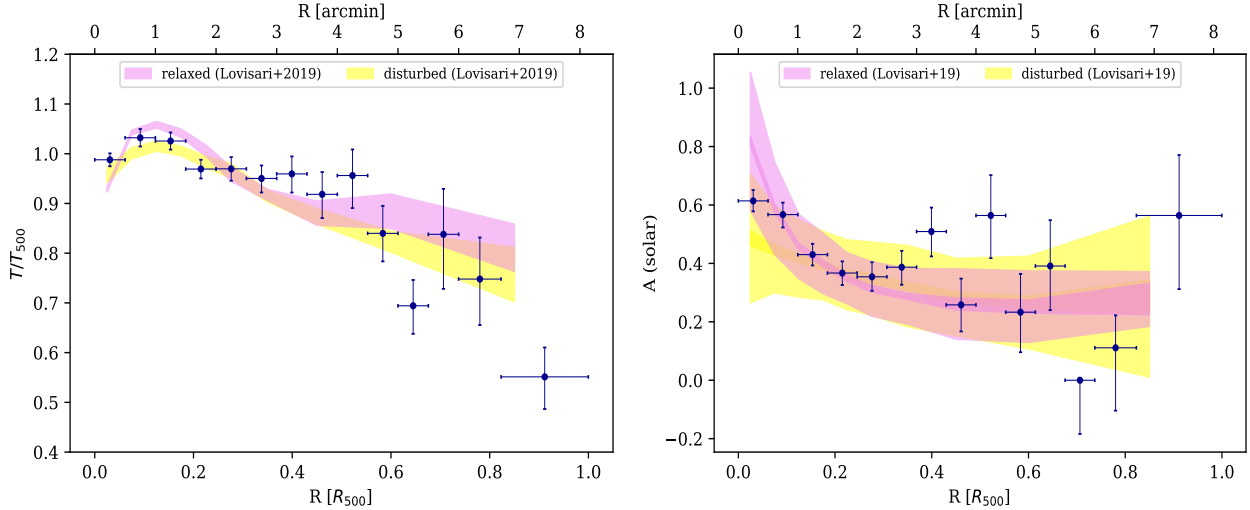 R [arcmin]
0 1 2 3 4 5 6 7 8
relaxed (Lovisari+2019) disturbed (Lovisari+2019)
1.2
1.1
1.0
0.9
0.8
0.7
0.6
0.5
0.4
T/T500
0.0 0.2 0.4 0.6 0.8 1.0
R [R500]
R [arcmin]
0 1 2 3 4 5 6 7 8
relaxed (Lovisari+19) disturbed (Lovisari+19)
1.0
0.8
0.6
0.4
0.2
0.0
−0.2
A (solar)
0.0 0.2 0.4 0.6 0.8 1.0
R [R500]